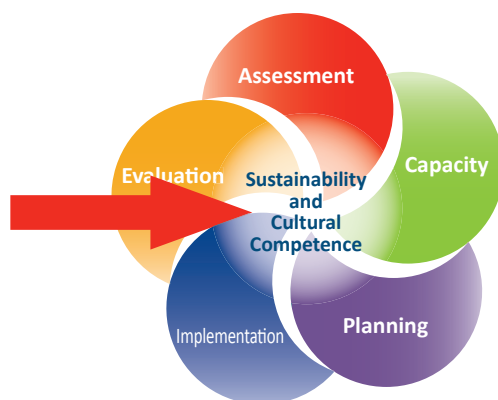 Assessment
Capacity
Evaluation
Sustainability
and
Cultural
Competence
Implementation
Planning